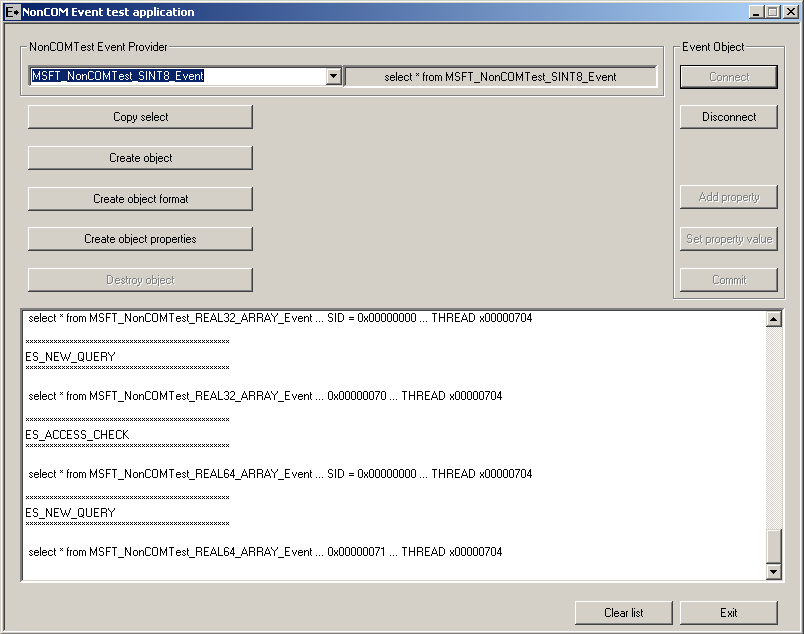 NonCOM Event test application
NonCOMTest Event Provider
MSFT_NonCOMTest_SINT8_Event
select * from MSFT_NonCOMTest_SINT8_Event
Copy select
Create object
Create object format
Create object properties
Destroy object
Event Object
Connect
Disconnect
Add property
Set property value
Commit
select * from MSFT_NonCOMTest_REAL32_ARRAY_Event ... SID = 0x00000000 ... THREAD x00000704
ES_NEW_QUERY
select * from MSFT_NonCOMTest_REAL32_ARRAY_Event ... 0x00000070 ... THREAD x00000704
ES_ACCESS_CHECK
select * from MSFT_NonCOMTest_REAL64_ARRAY_Event ... SID = 0x00000000 ... THREAD x00000704
ES_NEW_QUERY
select * from MSFT_NonCOMTest_REAL64_ARRAY_Event ... 0x00000071 ... THREAD x00000704
Clear list
Exit